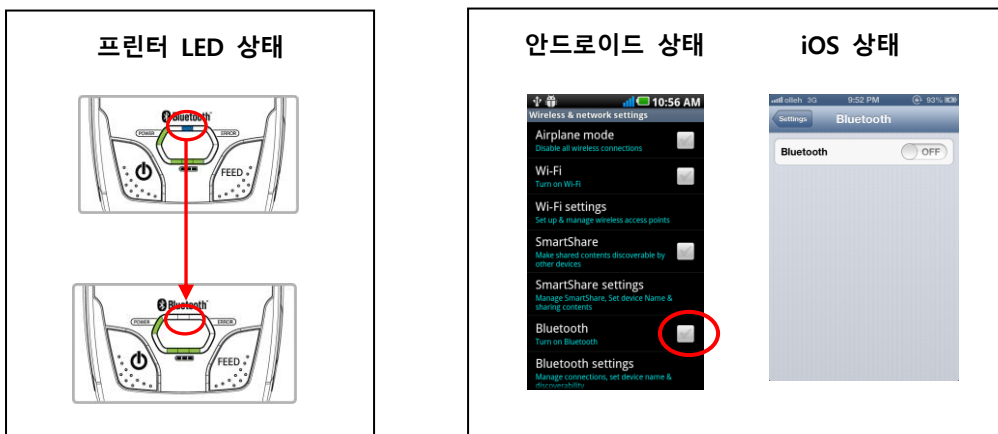 프린터 LED 상태
Bluetooth
POWER
ERROR
FEED
Bluetooth
POWER
ERROR
FEED
안드로이드 상태
10:56 AM
Wireless & network settings
Airplane mode
Disable all wireless connections
Wi-Fi
Turn on Wi-Fi
Wi-Fi settings
Set up & manage wireless access points
SmartShare
Make shared contents discoverable by
other devices
SmartShare settings
Manage SmartShare, Set device Name &
sharing contents
Bluetooth
Turn on Bluetooth
Bluetooth settings
Manage connections, set device name &
discoverability
iOS 상태
olleh 3G 9:52 PM 93%
Settings Bluetooth
Bluetooth OFF